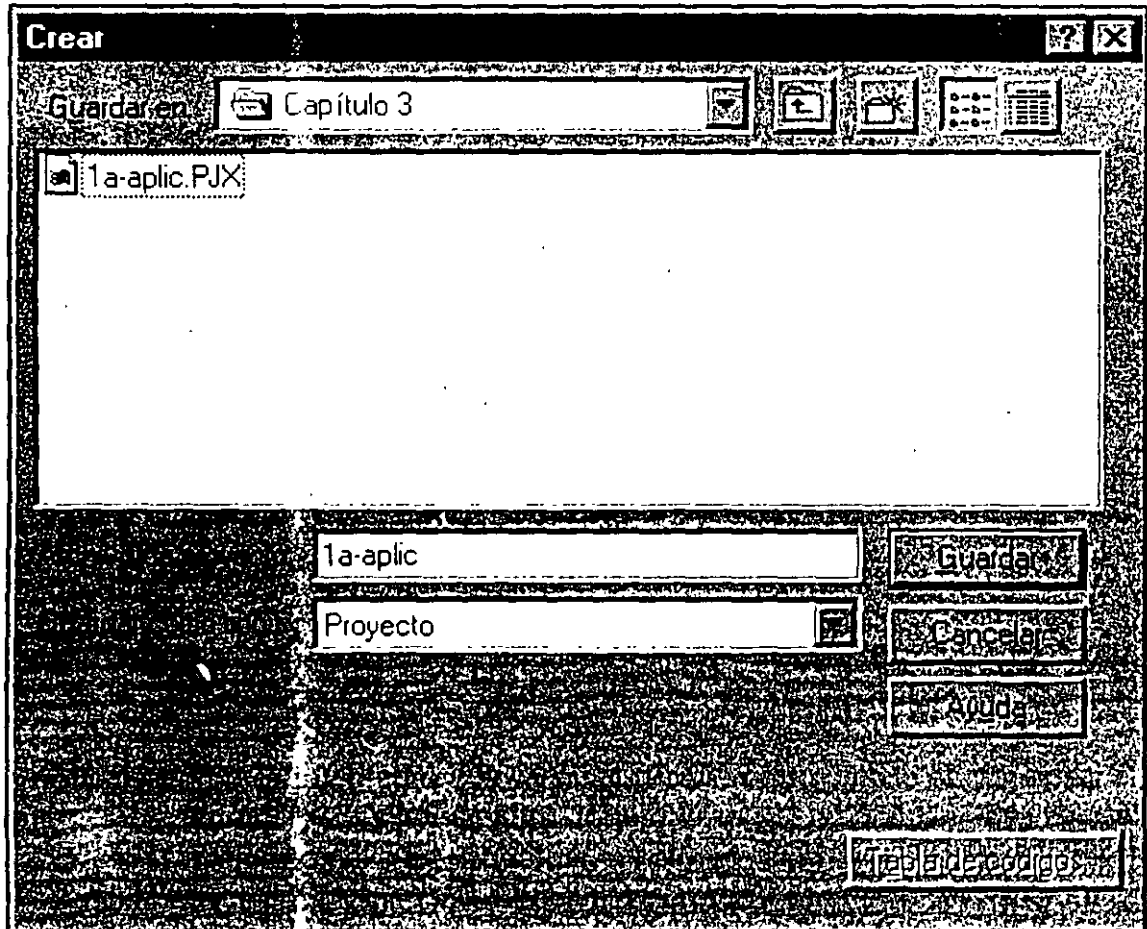 Crear
Guardar en
Capítulo 3
1a-aplic.PJX
1a-aplic
Guardar
Proyecto
Cancelar
Ayuda
Tabla de código